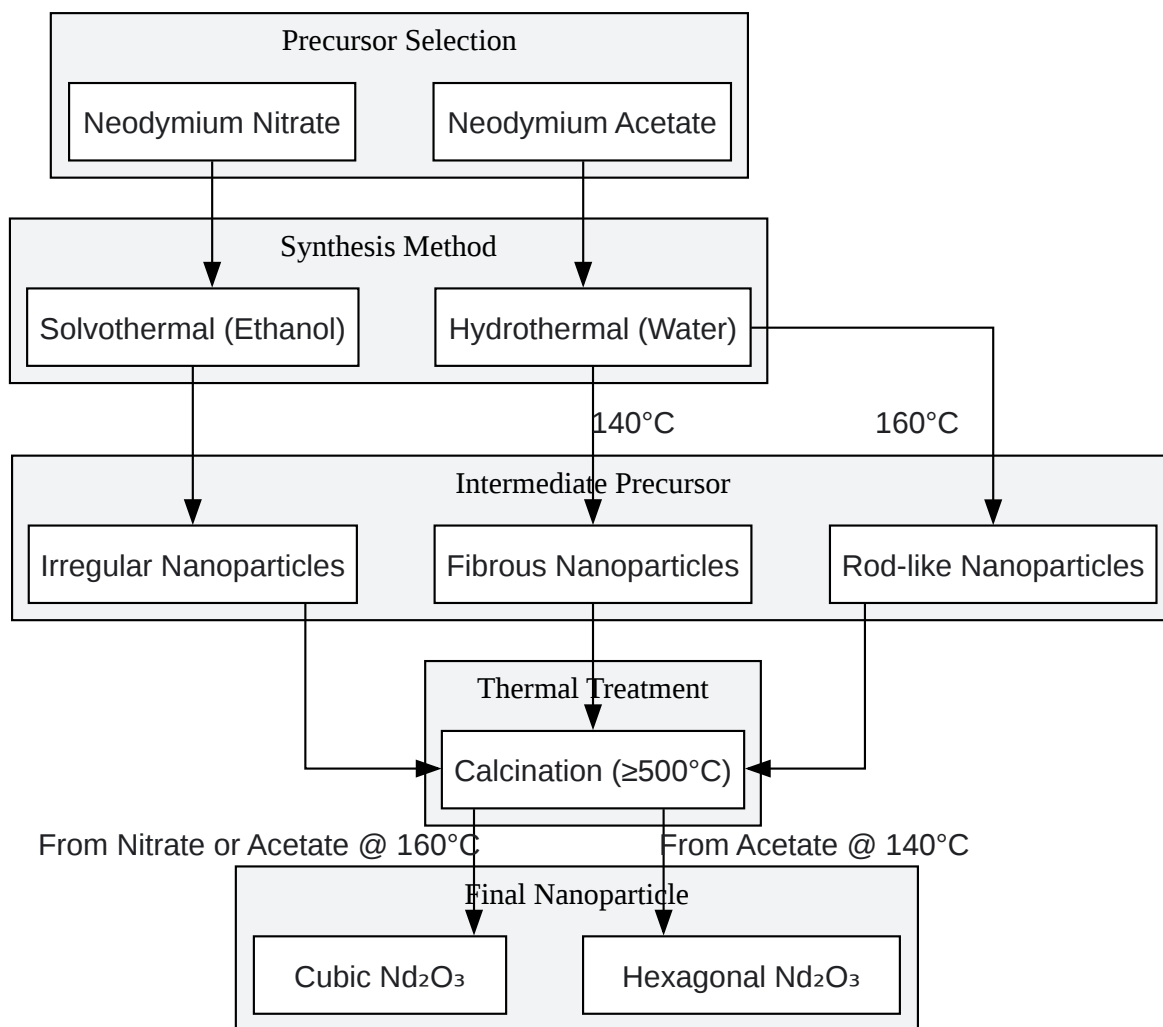 Precursor Selection
Neodymium Nitrate
Neodymium Acetate
Synthesis Method
Solvothermal (Ethanol)
Hydrothermal (Water)
140°C
160°C
Intermediate Precursor
Irregular Nanoparticles
Fibrous Nanoparticles
Rod-like Nanoparticles
Thermal Treatment
Calcination (≥500°C)
From Nitrate or Acetate @ 160°C
From Acetate @ 140°C
Final Nanoparticle
Cubic Nd₂O₃
Hexagonal Nd₂O₃